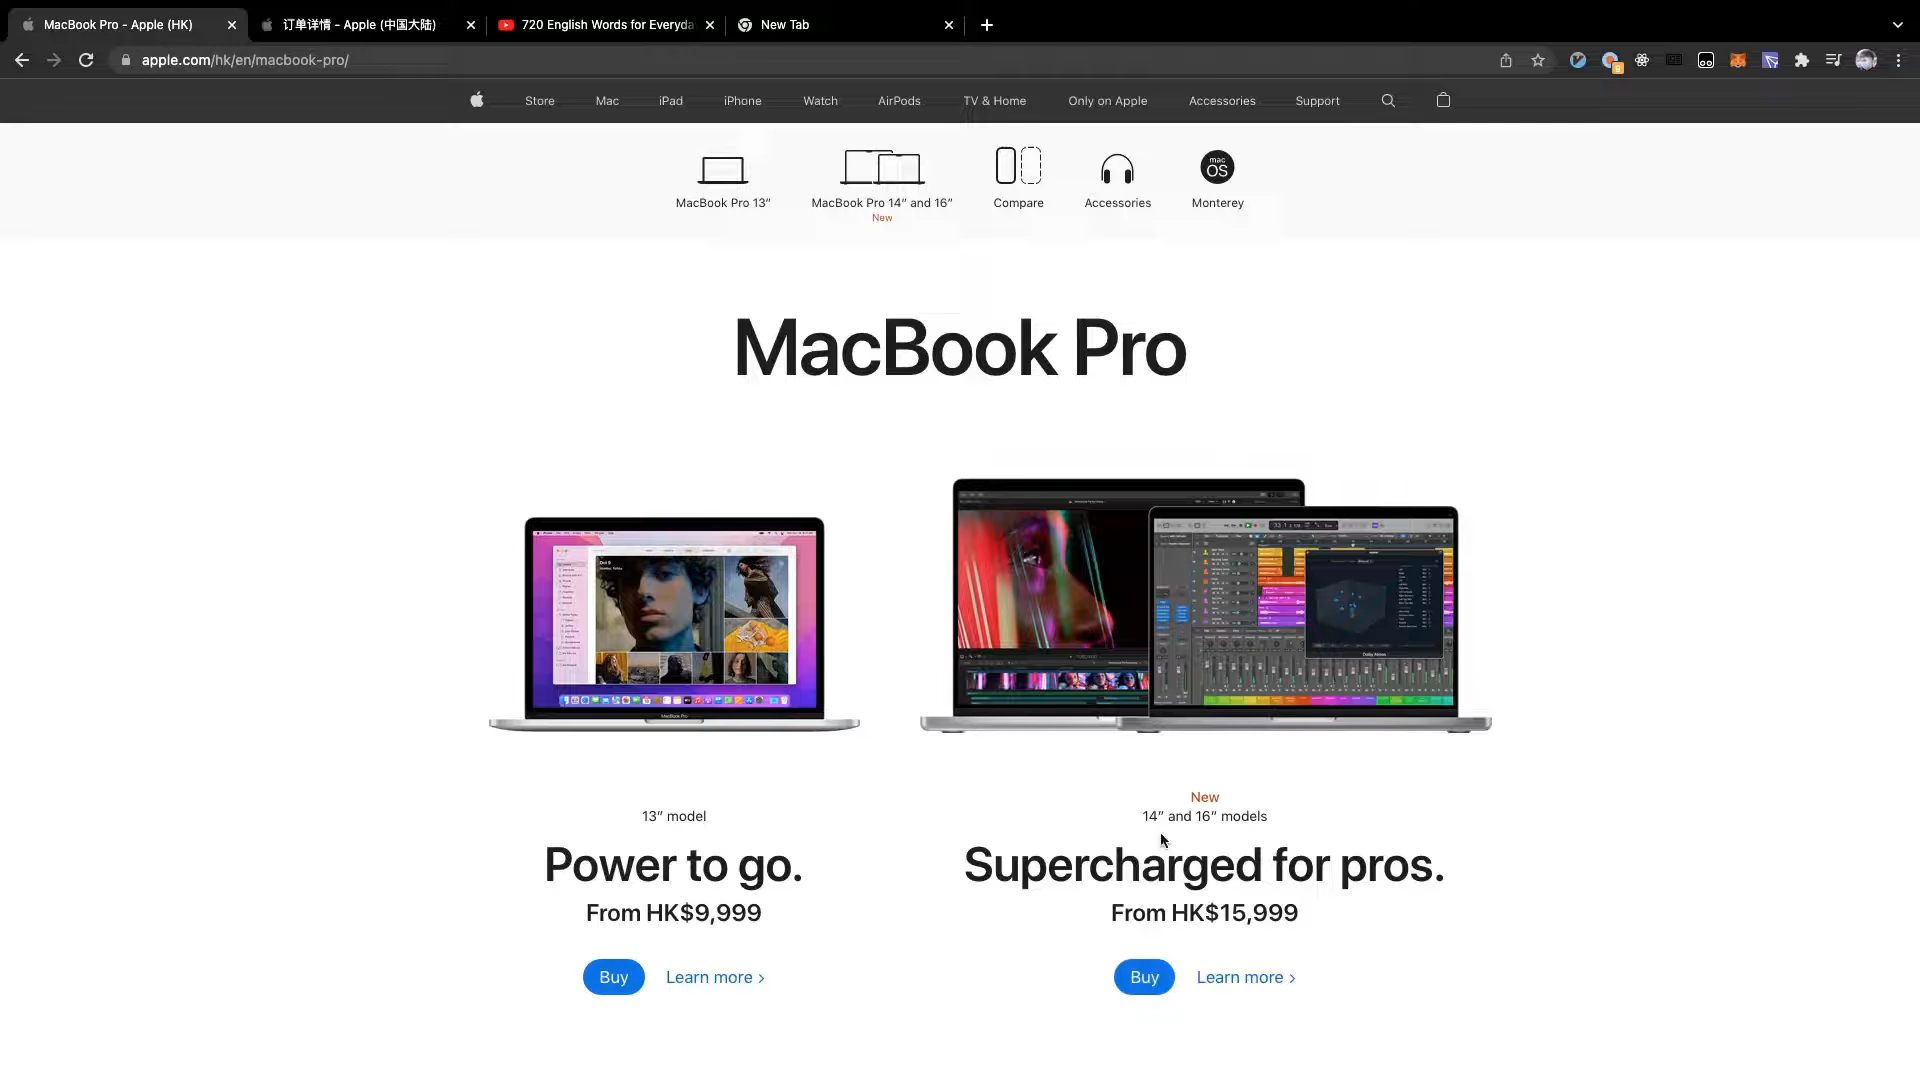 MacBook Pro - Apple (HK)
订单详情 - Apple (中国大陆)
720 English Words for Everyda
New Tab
apple.com/hk/en/macbook-pro/
Store
Mac
iPad
iPhone
Watch
AirPods
TV & Home
Only on Apple
Accessories
Support
MacBook Pro 13”
MacBook Pro 14” and 16”
New
Compare
Accessories
mac
OS
Monterey
MacBook Pro
MacBook Pro
13” model
Power to go.
From HK$9,999
Buy
Learn more >
New
14” and 16” models
Supercharged for pros.
From HK$15,999
Buy
Learn more >